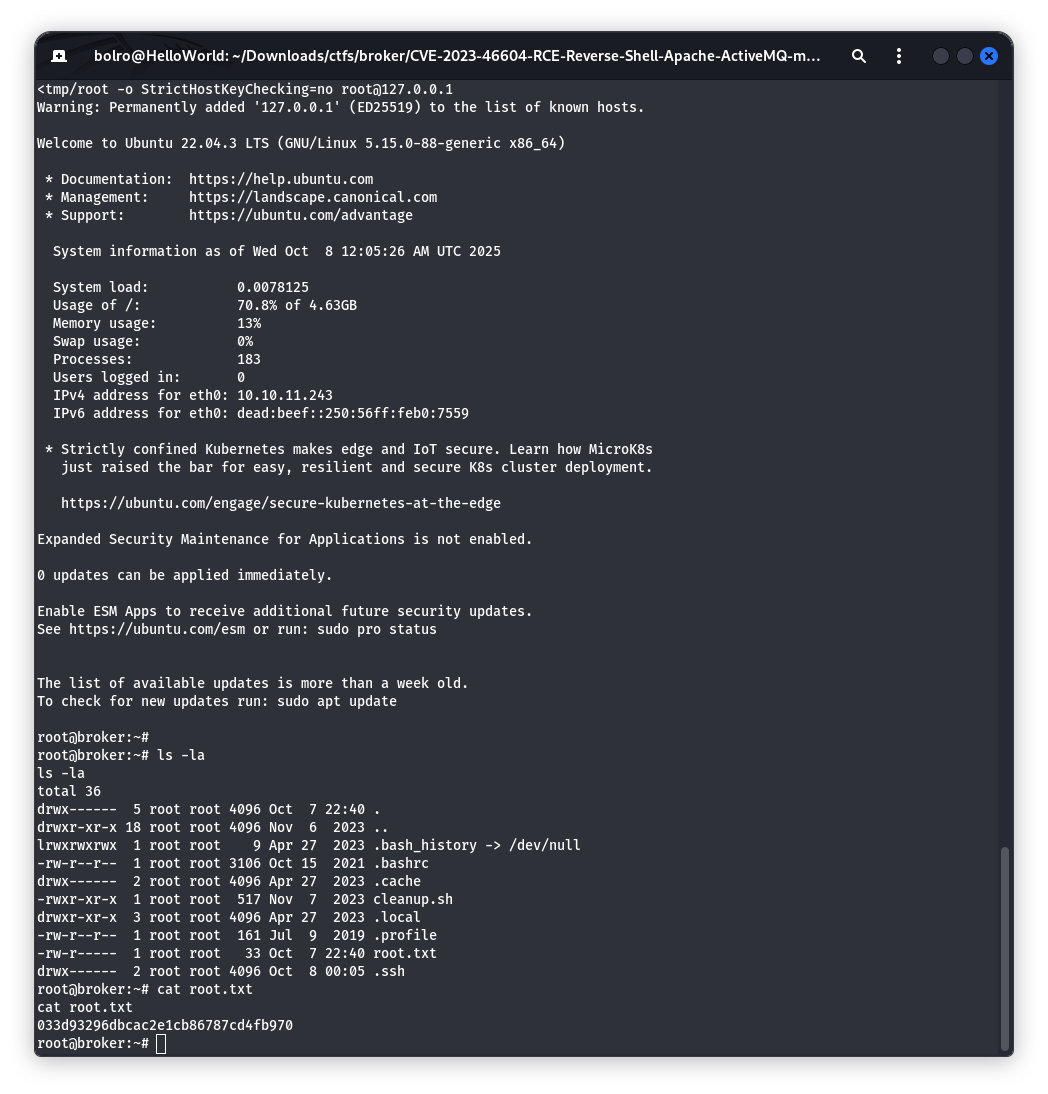 bolro@HelloWorld: ~/Downloads/ctfs/broker/CVE-2023-46604-RCE-Reverse-Shell-Apache-ActiveMQ-m...
<tmp/root -o StrictHostKeyChecking=no root@127.0.0.1
Warning: Permanently added '127.0.0.1' (ED25519) to the list of known hosts.

Welcome to Ubuntu 22.04.3 LTS (GNU/Linux 5.15.0-88-generic x86_64)

 * Documentation:  https://help.ubuntu.com
 * Management:     https://landscape.canonical.com
 * Support:        https://ubuntu.com/advantage

  System information as of Wed Oct  8 12:05:26 AM UTC 2025

  System load:           0.0078125
  Usage of /:            70.8% of 4.63GB
  Memory usage:          13%
  Swap usage:            0%
  Processes:             183
  Users logged in:       0
  IPv4 address for eth0: 10.10.11.243
  IPv6 address for eth0: dead:beef::250:56ff:feb0:7559

 * Strictly confined Kubernetes makes edge and IoT secure. Learn how MicroK8s
   just raised the bar for easy, resilient and secure K8s cluster deployment.

   https://ubuntu.com/engage/secure-kubernetes-at-the-edge

Expanded Security Maintenance for Applications is not enabled.

0 updates can be applied immediately.

Enable ESM Apps to receive additional future security updates.
See https://ubuntu.com/esm or run: sudo pro status


The list of available updates is more than a week old.
To check for new updates run: sudo apt update

root@broker:~#
root@broker:~# ls -la
ls -la
total 36
drwx------  5 root root 4096 Oct  7 22:40 .
drwxr-xr-x 18 root root 4096 Nov  6  2023 ..
lrwxrwxrwx  1 root root    9 Apr 27  2023 .bash_history -> /dev/null
-rw-r--r--  1 root root 3106 Oct 15  2021 .bashrc
drwx------  2 root root 4096 Apr 27  2023 .cache
-rwxr-xr-x  1 root root  517 Nov  7  2023 cleanup.sh
drwxr-xr-x  3 root root 4096 Apr 27  2023 .local
-rw-r--r--  1 root root  161 Jul  9  2019 .profile
-rw-r-----  1 root root   33 Oct  7 22:40 root.txt
drwx------  2 root root 4096 Oct  8 00:05 .ssh
root@broker:~# cat root.txt
cat root.txt
033d93296dbcac2e1cb86787cd4fb970
root@broker:~#